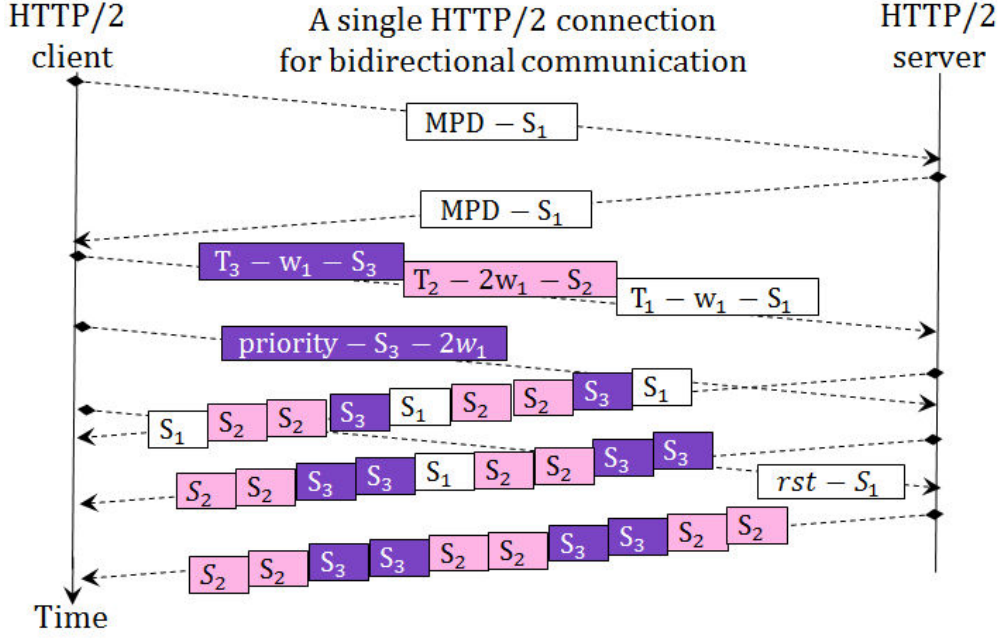 HTTP/2
client
A single HTTP/2 connection
for bidirectional communication
HTTP/2
server
MPD − S₁
MPD − S₁
T₃ − w₁ − S₃
T₂ − 2w₁ − S₂
T₁ − w₁ − S₁
priority − S₃ − 2w₁
S₁ S₂ S₂ S₃ S₁ S₂ S₂ S₃ S₁
S₂ S₂ S₃ S₃ S₁ S₂ S₂ S₃ S₃
rst − S₁
S₂ S₂ S₃ S₃ S₂ S₂ S₃ S₃ S₂ S₂
Time